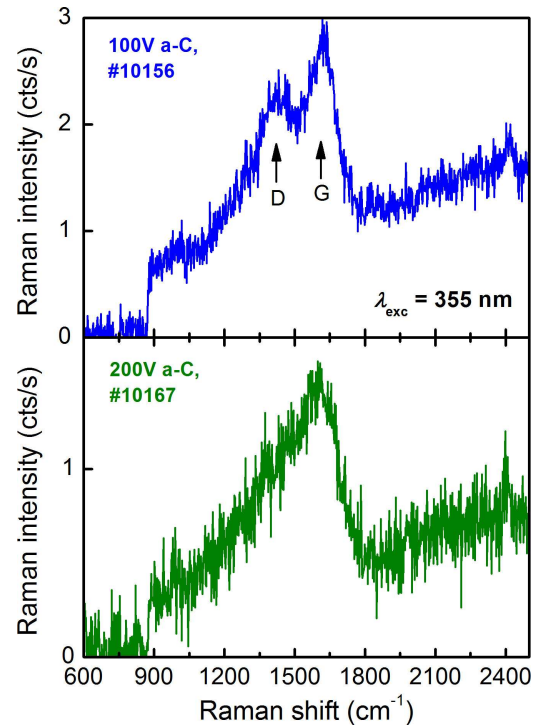 3
2
1
0
Raman intensity (cts/s)
100V a-C,
#10156
D
G
λexc = 355 nm
1
0
Raman intensity (cts/s)
200V a-C,
#10167
600 900 1200 1500 1800 2100 2400
Raman shift (cm⁻¹)